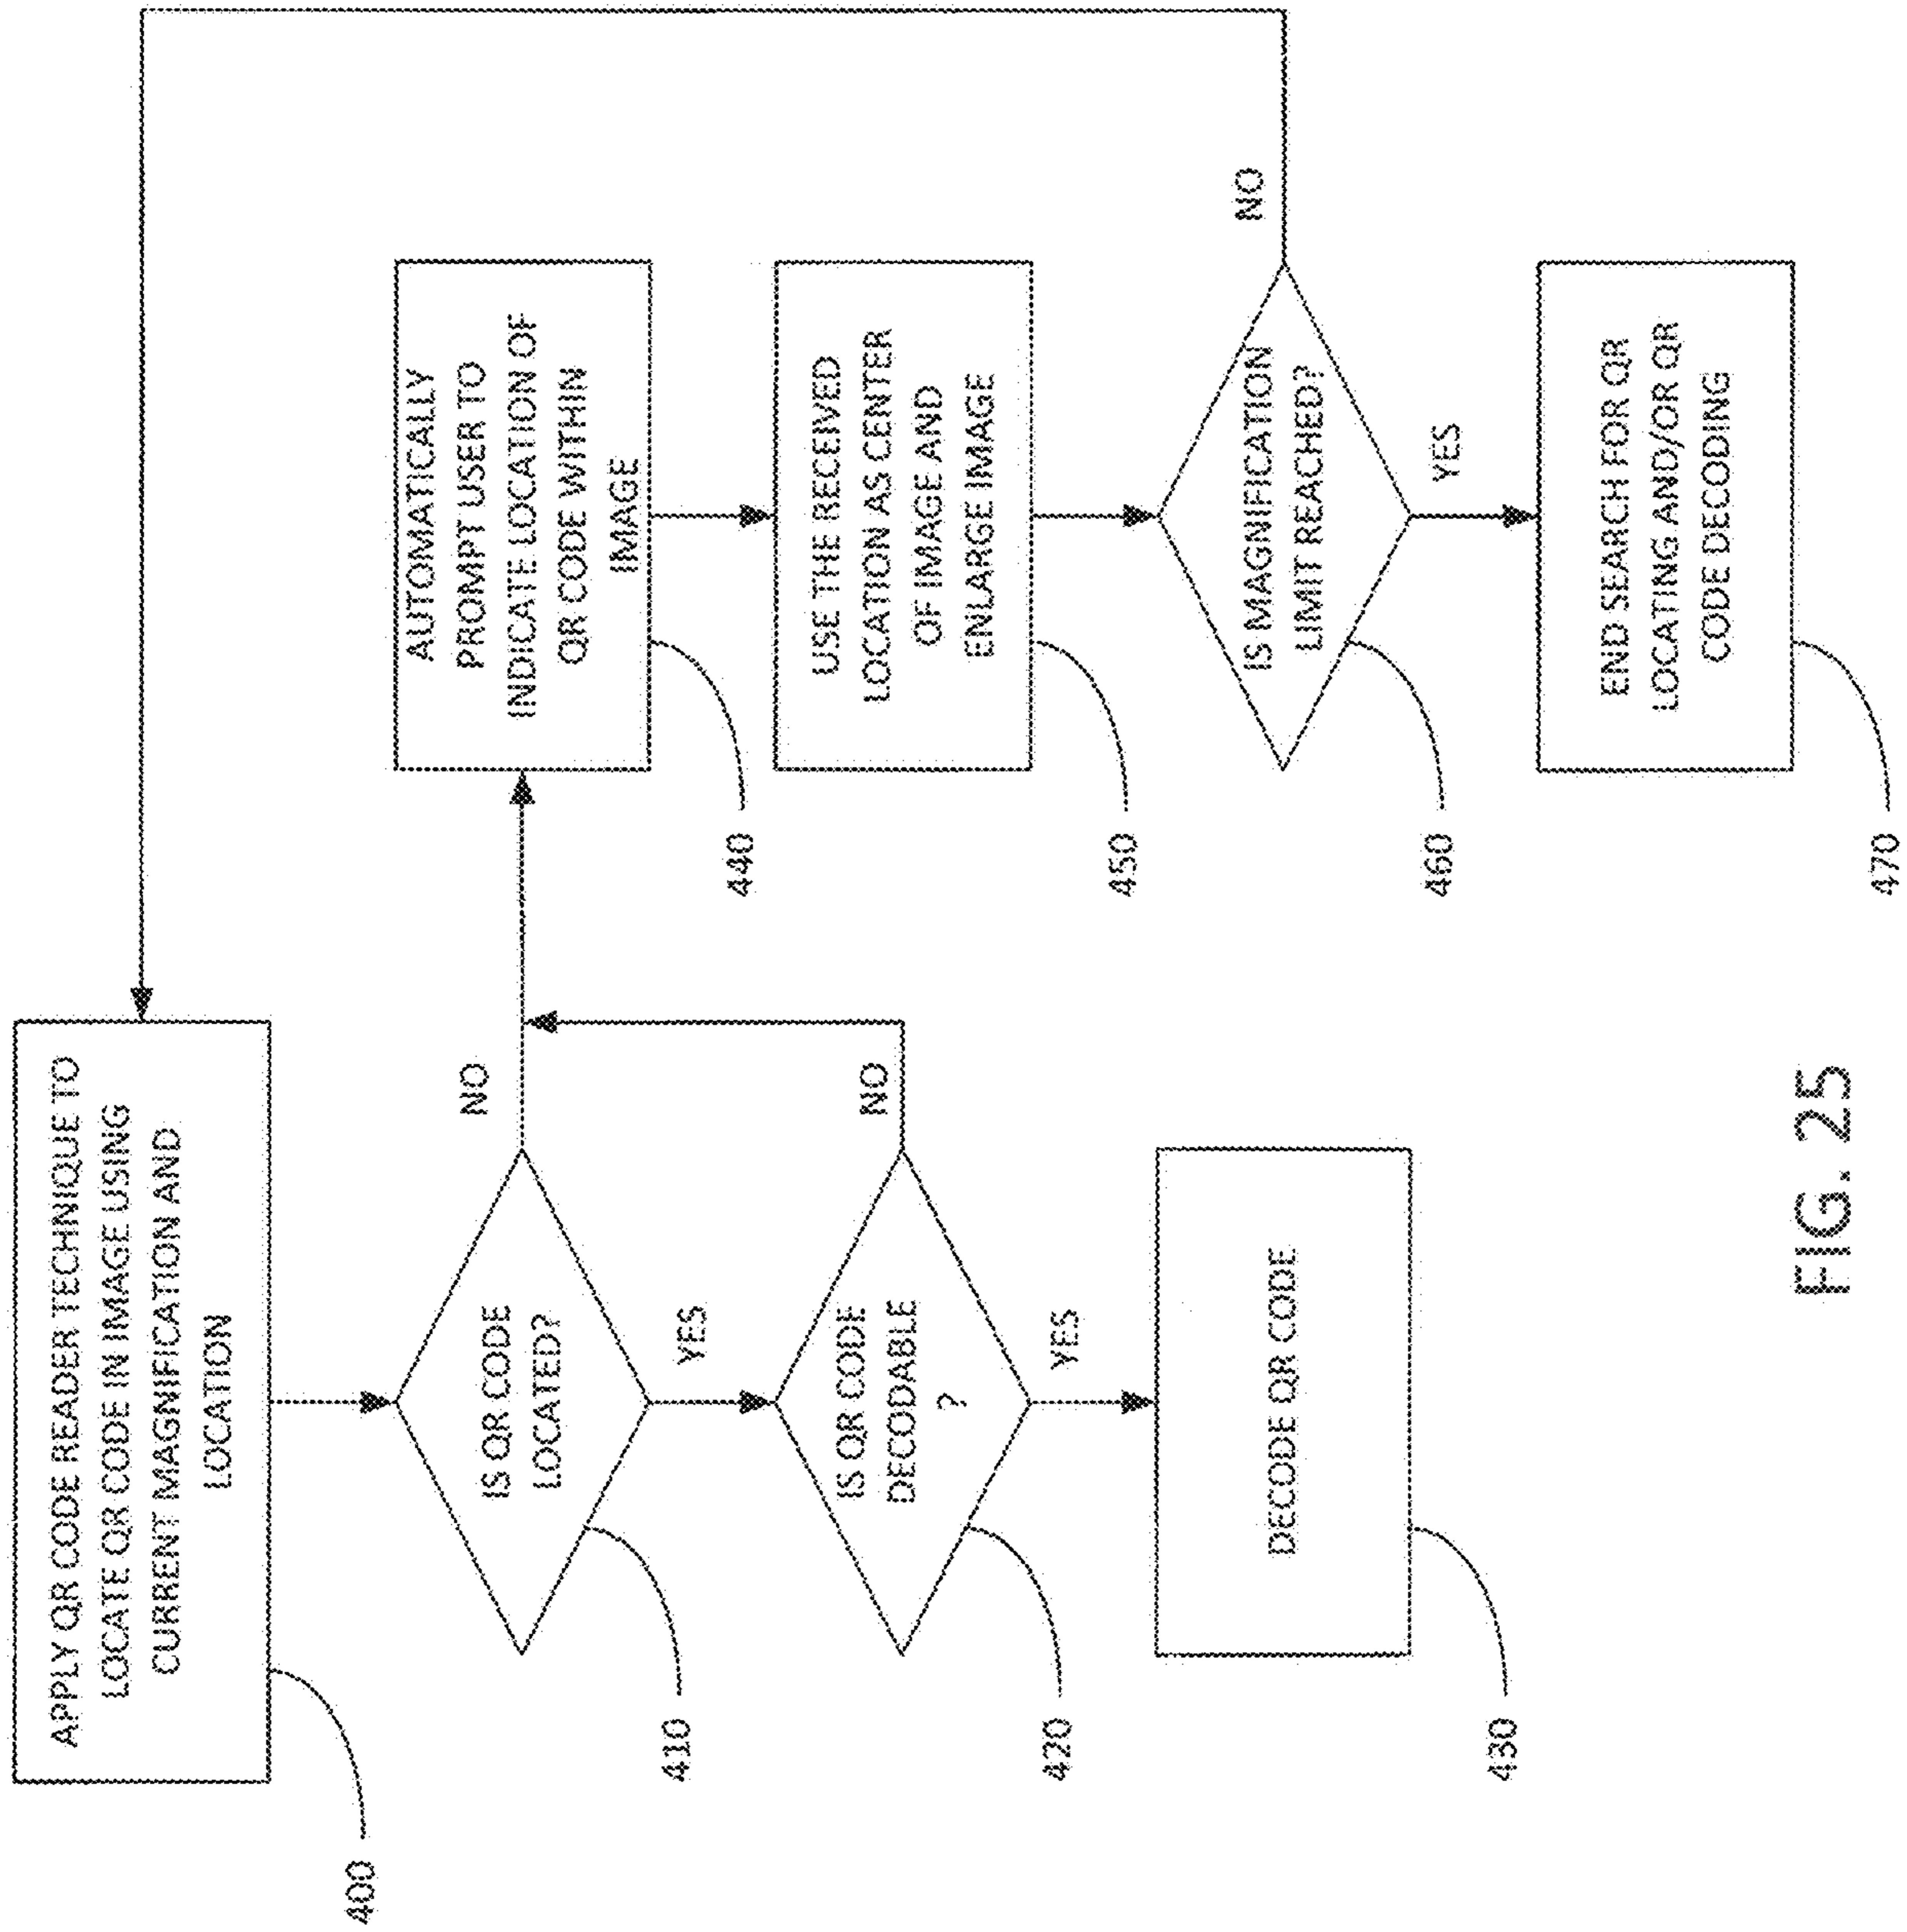 APPLY QR CODE READER TECHNIQUE TO
LOCATE QR CODE IN IMAGE USING
CURRENT MAGNIFICATION AND
LOCATION
400
IS QR CODE
LOCATED?
410
NO
YES
IS QR CODE
DECODABLE
?
420
NO
YES
DECODE QR CODE
430
AUTOMATICALLY
PROMPT USER TO
INDICATE LOCATION OF
QR CODE WITHIN
IMAGE
440
USE THE RECEIVED
LOCATION AS CENTER
OF IMAGE AND
ENLARGE IMAGE
450
IS MAGNIFICATION
LIMIT REACHED?
460
NO
YES
END SEARCH FOR QR
LOCATING AND/OR QR
CODE DECODING
470
FIG. 25